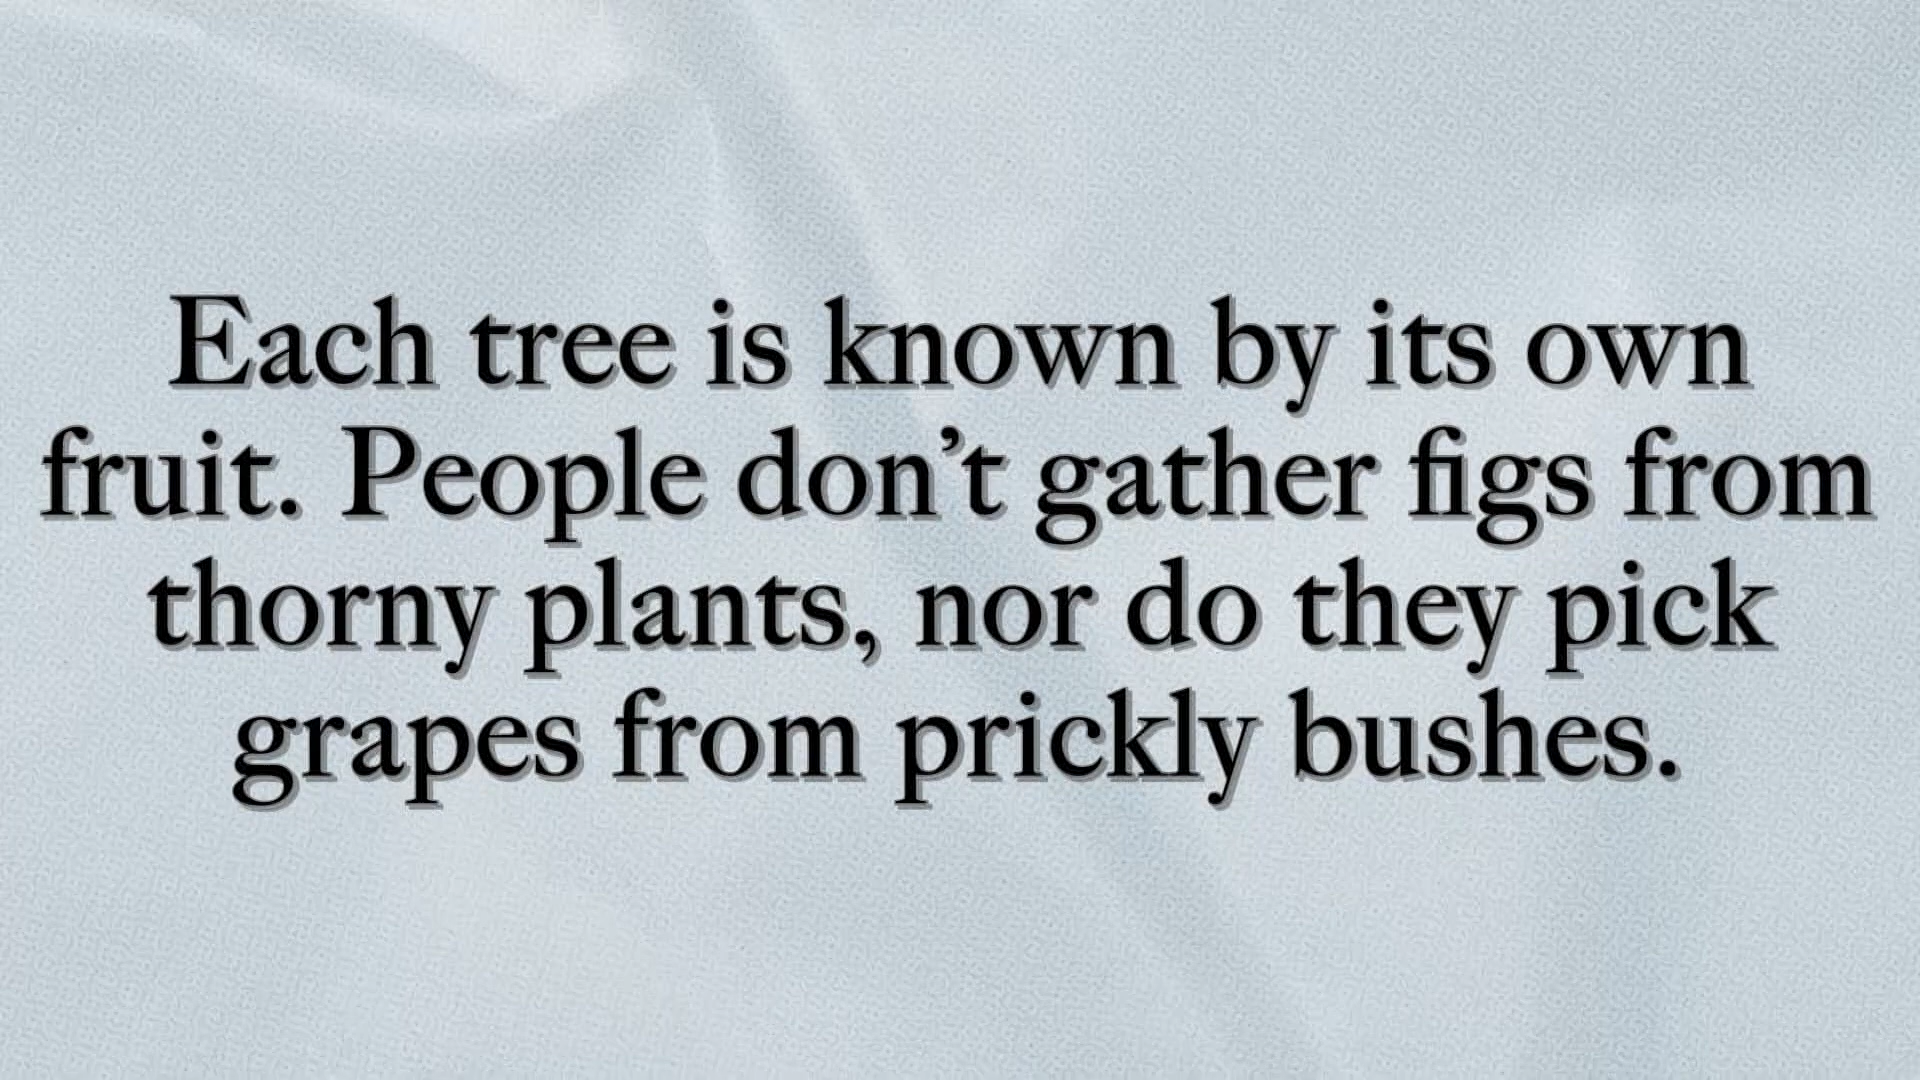 Each tree is known by its own
fruit. People don’t gather figs from
thorny plants, nor do they pick
grapes from prickly bushes.